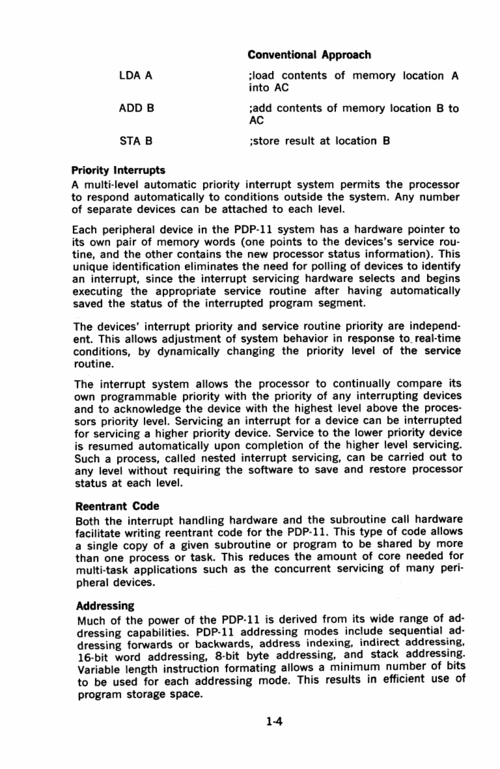 Conventional Approach
LDA A ;load contents of memory location A
into AC
ADD B ;add contents of memory location B to
AC
STA B ;store result at location B
Priority Interrupts
A multi-level automatic priority interrupt system permits the processor
to respond automatically to conditions outside the system. Any number
of separate devices can be attached to each level.
Each peripheral device in the PDP-11 system has a hardware pointer to
its own pair of memory words (one points to the devices's service rou-
tine, and the other contains the new processor status information). This
unique identification eliminates the need for polling of devices to identify
an interrupt, since the interrupt servicing hardware selects and begins
executing the appropriate service routine after having automatically
saved the status of the interrupted program segment.
The devices' interrupt priority and service routine priority are independ-
ent. This allows adjustment of system behavior in response to real-time
conditions, by dynamically changing the priority level of the service
routine.
The interrupt system allows the processor to continually compare its
own programmable priority with the priority of any interrupting devices
and to acknowledge the device with the highest level above the proces-
sors priority level. Servicing an interrupt for a device can be interrupted
for servicing a higher priority device. Service to the lower priority device
is resumed automatically upon completion of the higher level servicing.
Such a process, called nested interrupt servicing, can be carried out to
any level without requiring the software to save and restore processor
status at each level.
Reentrant Code
Both the interrupt handling hardware and the subroutine call hardware
facilitate writing reentrant code for the PDP-11. This type of code allows
a single copy of a given subroutine or program to be shared by more
than one process or task. This reduces the amount of core needed for
multi-task applications such as the concurrent servicing of many peri-
pheral devices.
Addressing
Much of the power of the PDP-11 is derived from its wide range of ad-
dressing capabilities. PDP-11 addressing modes include sequential ad-
dressing forwards or backwards, address indexing, indirect addressing,
16-bit word addressing, 8-bit byte addressing, and stack addressing.
Variable length instruction formating allows a minimum number of bits
to be used for each addressing mode. This results in efficient use of
program storage space.
1-4